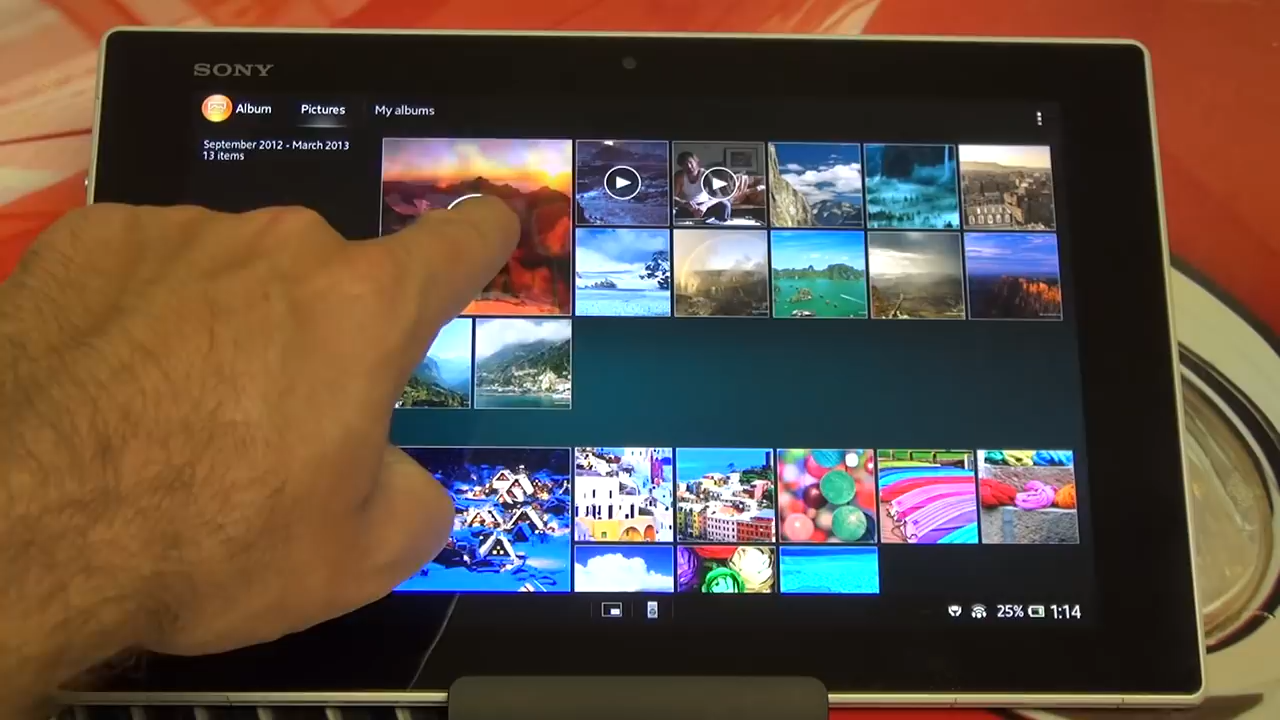 SONY
Album Pictures My albums
September 2012 - March 2013
13 items
25% 1:14